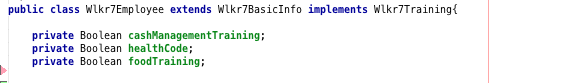 public class Wlkr7Employee extends Wlkr7BasicInfo implements Wlkr7Training{
private Boolean cashManagementTraining;
private Boolean healthCode;
private Boolean foodTraining;